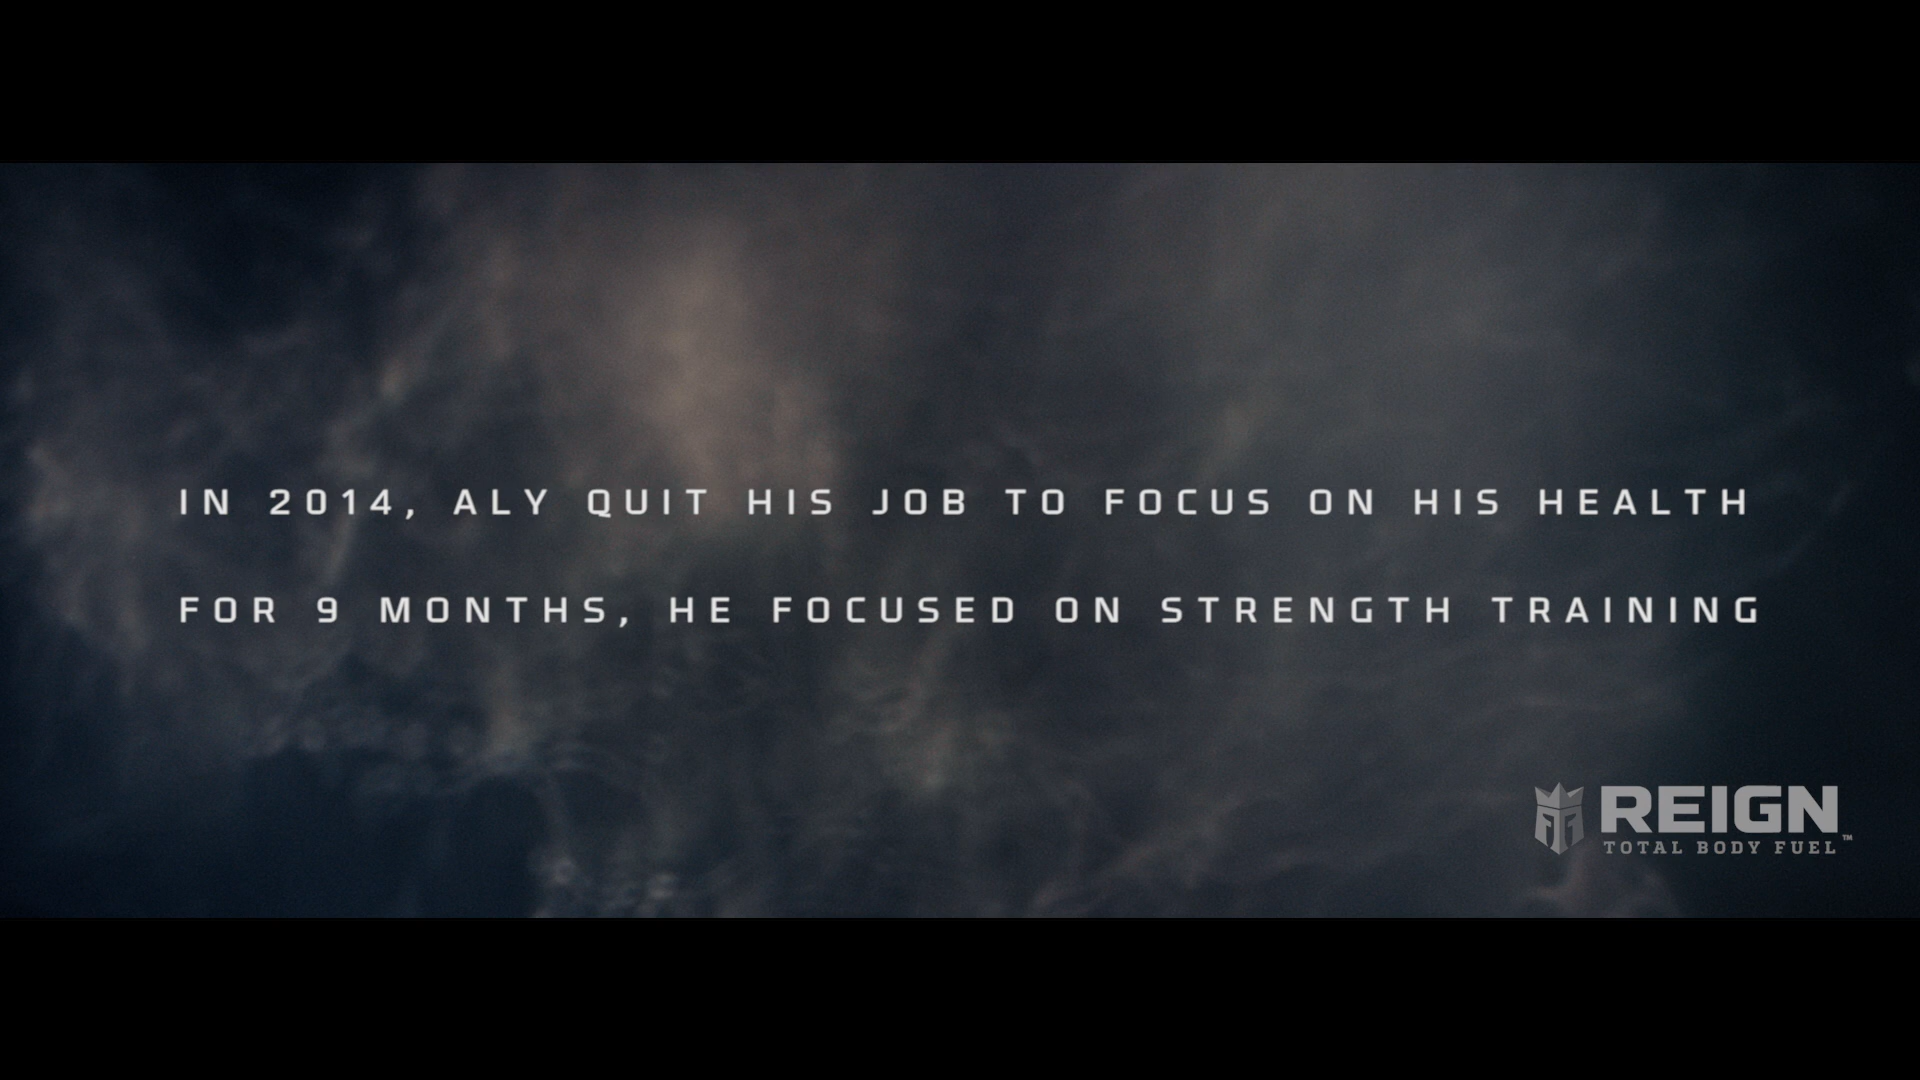 IN 2014, ALY QUIT HIS JOB TO FOCUS ON HIS HEALTH
FOR 9 MONTHS, HE FOCUSED ON STRENGTH TRAINING
REIGN
TOTAL BODY FUEL™